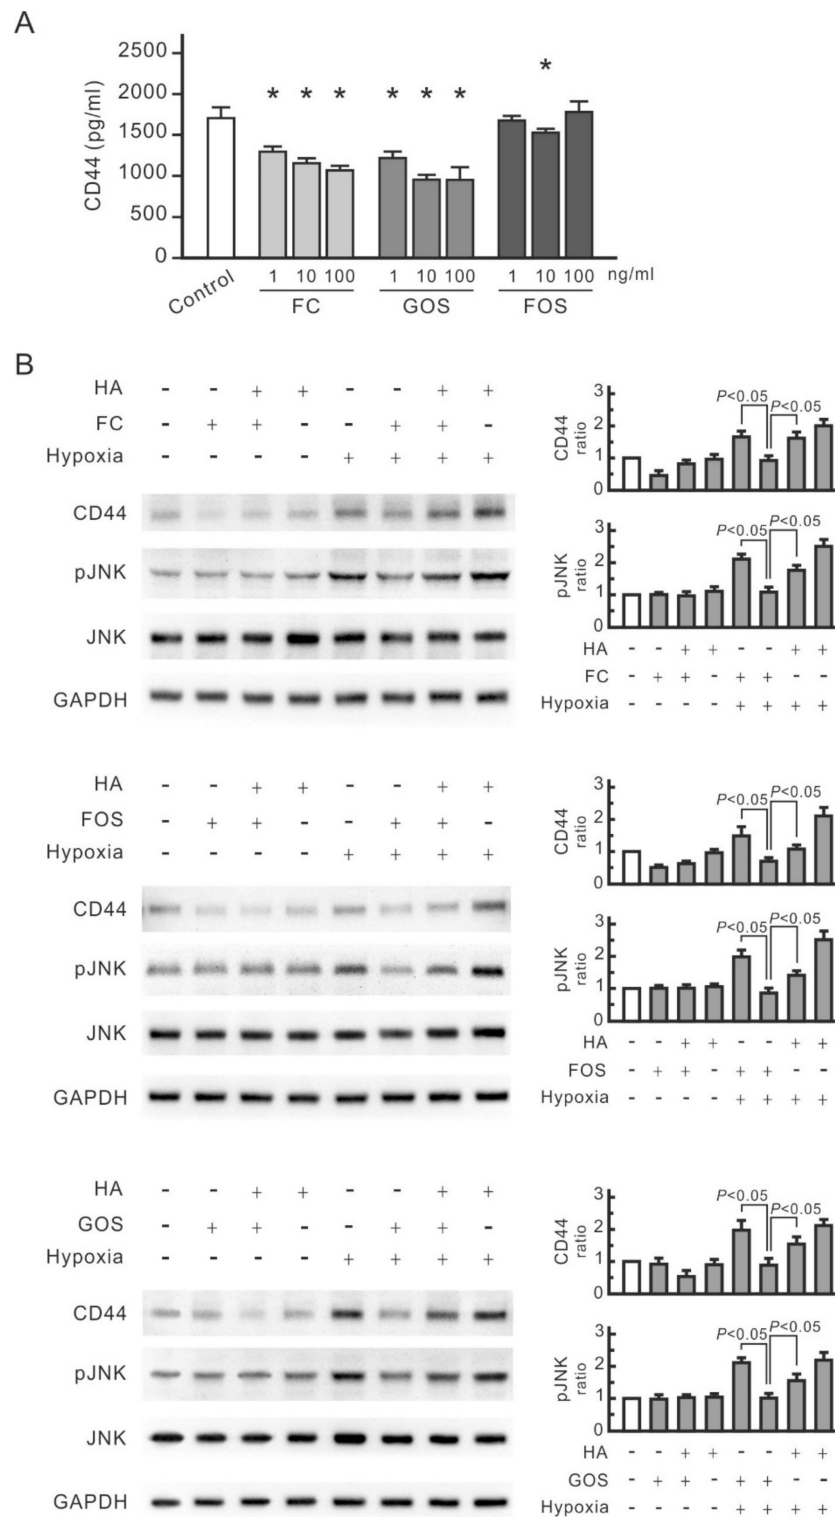 A
CD44 (pg/ml)
2500
2000
1500
1000
500
0
* * * * * * *
Control
1 10 100 1 10 100 1 10 100 ng/ml
FC GOS FOS
B
HA - - + + - - + +
FC - + + - - + + -
Hypoxia - - - - + + + +
CD44
pJNK
JNK
GAPDH
CD44 ratio
3
2
1
0
P<0.05
P<0.05
pJNK ratio
3
2
1
0
P<0.05
P<0.05
HA - - + + - - + +
FC - + + - + + - -
Hypoxia - - - - + + + +
HA - - + + - - + +
FOS - + + - - + + -
Hypoxia - - - - + + + +
CD44
pJNK
JNK
GAPDH
CD44 ratio
3
2
1
0
P<0.05
P<0.05
pJNK ratio
3
2
1
0
P<0.05
P<0.05
HA - - + + - - + +
FOS - + + - + + - -
Hypoxia - - - - + + + +
HA - - + + - - + +
GOS - + + - - + + -
Hypoxia - - - - + + + +
CD44
pJNK
JNK
GAPDH
CD44 ratio
3
2
1
0
P<0.05
P<0.05
pJNK ratio
3
2
1
0
P<0.05
P<0.05
HA - - + + - - + +
GOS - + + - + + - -
Hypoxia - - - - + + + +